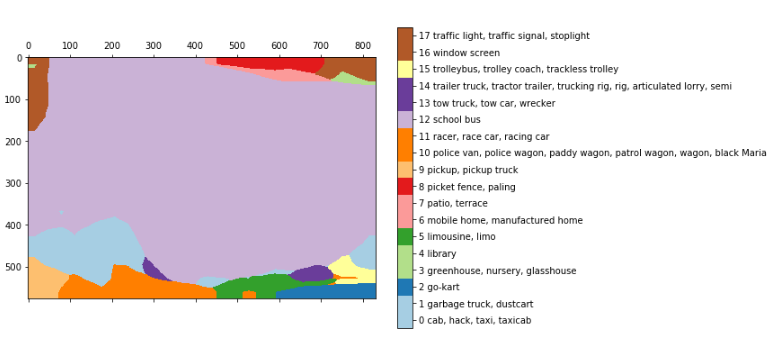 0 100 200 300 400 500 600 700 800
0
100
200
300
400
500
17 traffic light, traffic signal, stoplight
16 window screen
15 trolleybus, trolley coach, trackless trolley
14 trailer truck, tractor trailer, trucking rig, rig, articulated lorry, semi
13 tow truck, tow car, wrecker
12 school bus
11 racer, race car, racing car
10 police van, police wagon, paddy wagon, patrol wagon, wagon, black Maria
9 pickup, pickup truck
8 picket fence, paling
7 patio, terrace
6 mobile home, manufactured home
5 limousine, limo
4 library
3 greenhouse, nursery, glasshouse
2 go-kart
1 garbage truck, dustcart
0 cab, hack, taxi, taxicab